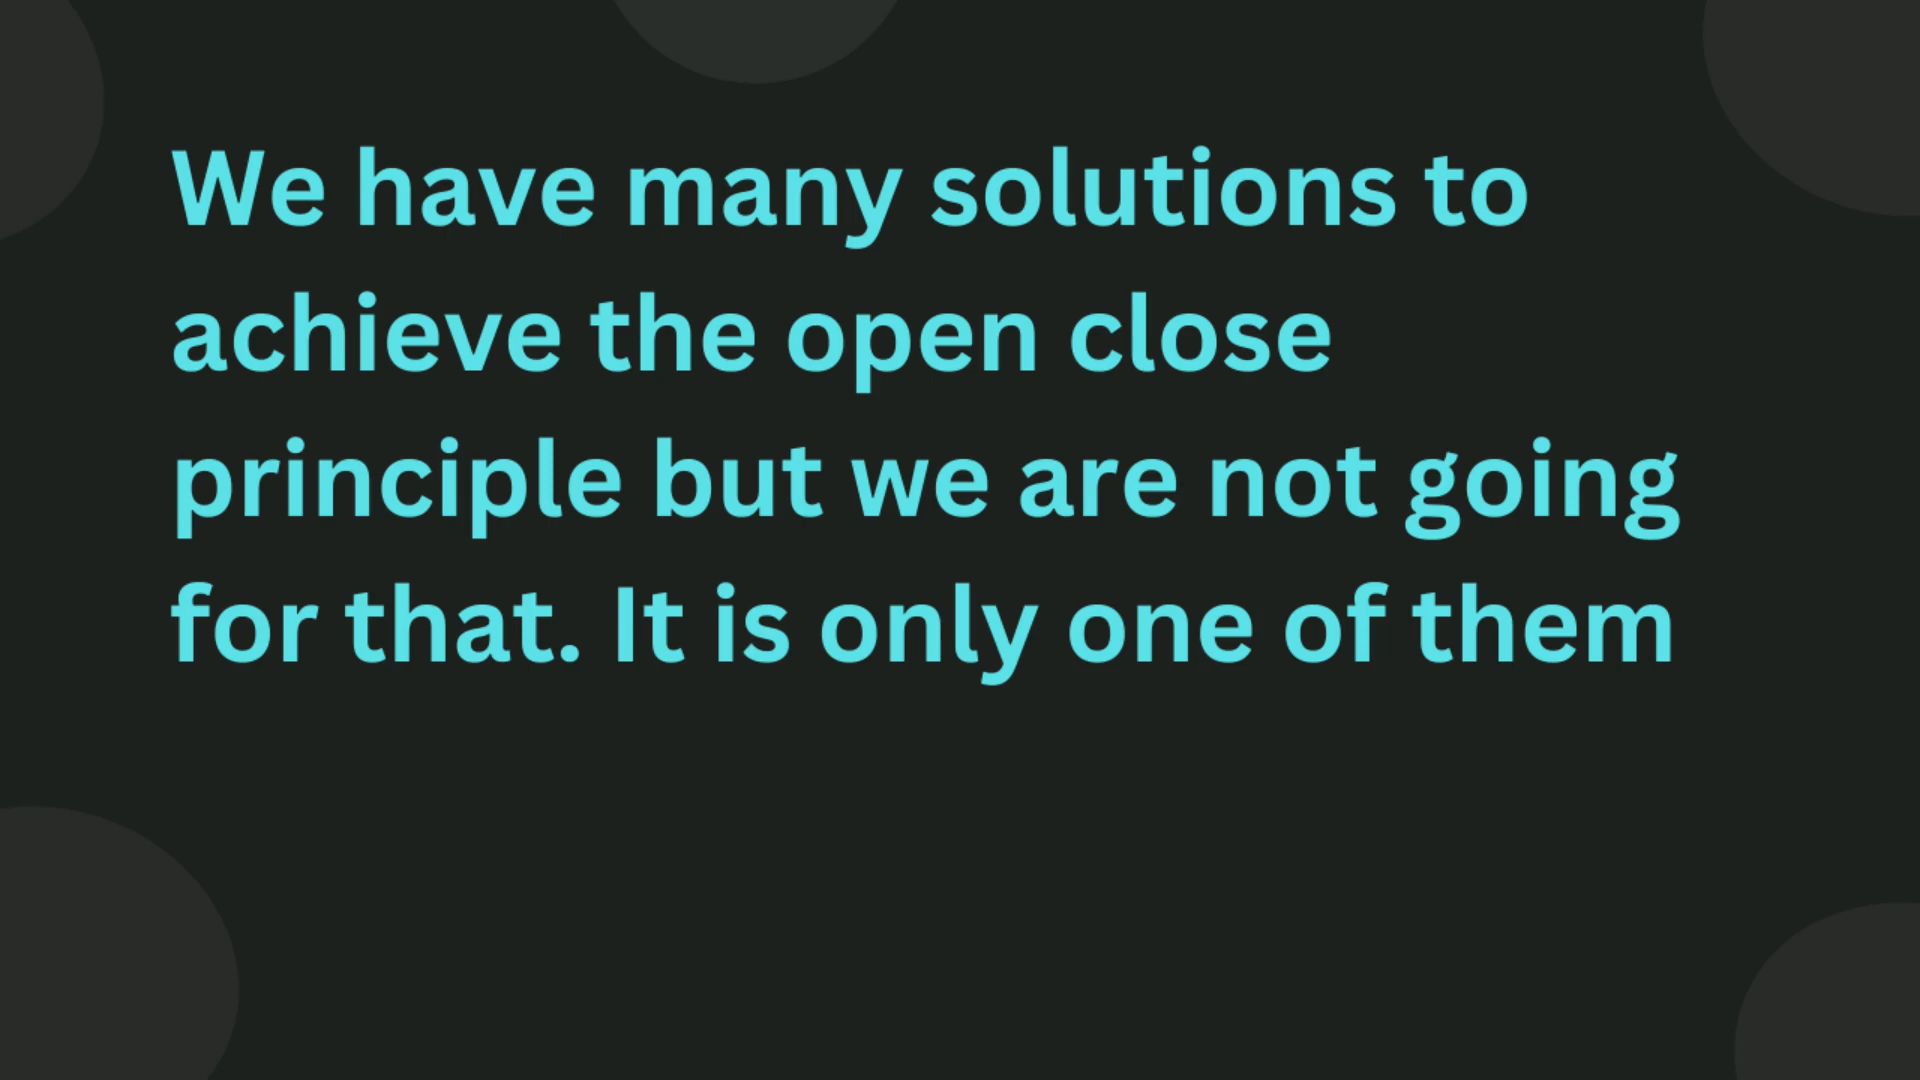 We have many solutions to
achieve the open close
principle but we are not going
for that. It is only one of them